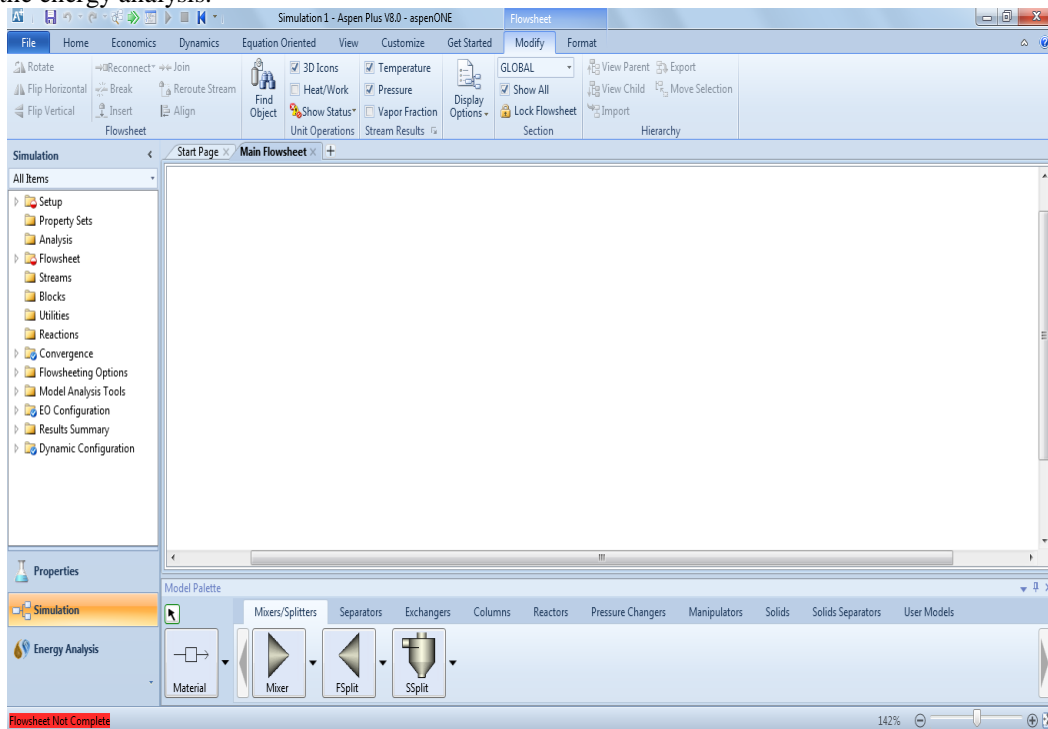 the energy analysis.
Simulation 1 - Aspen Plus V8.0 - aspenONE
Flowsheet
File Home Economics Dynamics Equation Oriented View Customize Get Started Modify Format
Rotate Reconnect Join
Flip Horizontal Break Reroute Stream
Flip Vertical Insert Align
Flowsheet
Find
Object
3D Icons
Heat/Work
Show Status
Unit Operations
Temperature
Pressure
Vapor Fraction
Stream Results
Display
Options
GLOBAL
Show All
Lock Flowsheet
Section
View Parent Export
View Child Move Selection
Import
Hierarchy
Simulation
All Items
Setup
Property Sets
Analysis
Flowsheet
Streams
Blocks
Utilities
Reactions
Convergence
Flowsheeting Options
Model Analysis Tools
EO Configuration
Results Summary
Dynamic Configuration
Properties
Simulation
Energy Analysis
Start Page Main Flowsheet +
Model Palette
Mixers/Splitters Separators Exchangers Columns Reactors Pressure Changers Manipulators Solids Solids Separators User Models
Material Mixer FSplit SSplit
Flowsheet Not Complete
142%